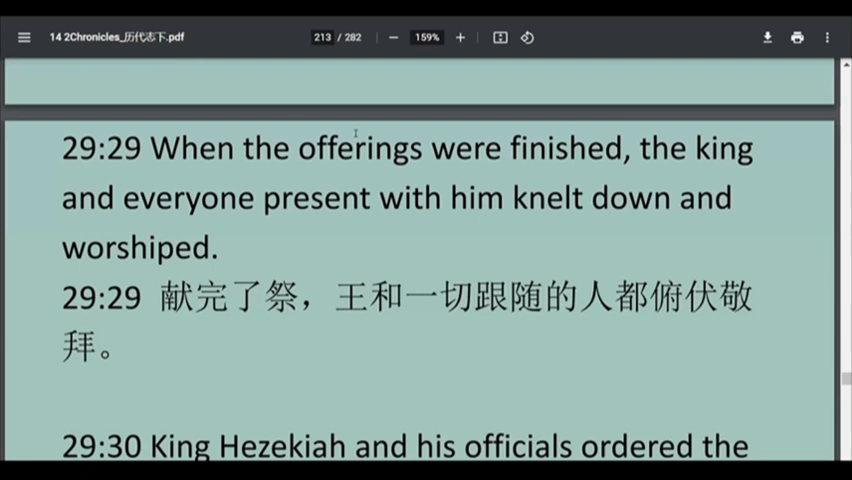 14 2Chronicles_历代志下.pdf
213 / 282
159%
29:29 When the offerings were finished, the king
and everyone present with him knelt down and
worshiped.
29:29 献完了祭，王和一切跟随的人都俯伏敬
拜。
29:30 King Hezekiah and his officials ordered the